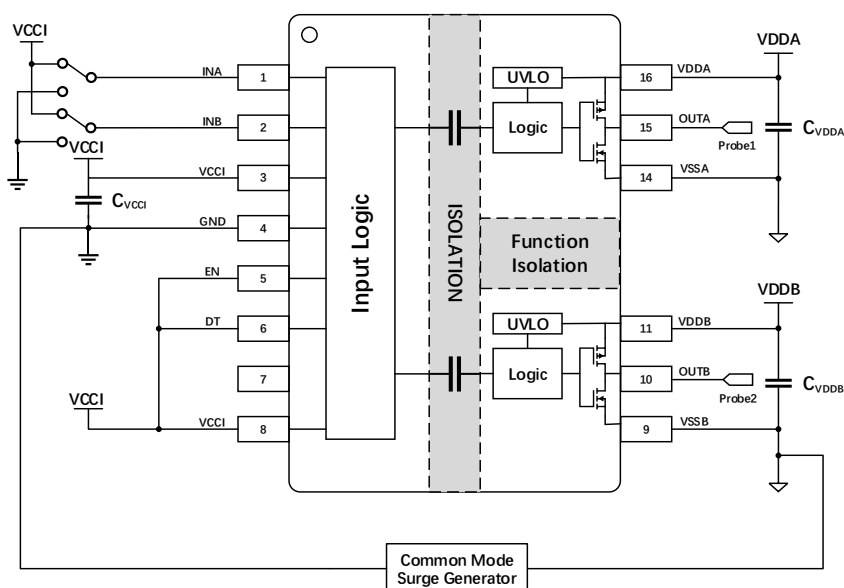 VCCI
INA
1
INB
2
VCCI
VCCI
3
CVCCI
GND
4
EN
5
DT
6
7
VCCI
VCCI
8
Input Logic
ISOLATION
UVLO
Logic
16
VDDA
VDDA
15
OUTA
Probe1
CVDDA
14
VSSA
Function
Isolation
UVLO
Logic
11
VDDB
VDDB
10
OUTB
Probe2
CVDDB
9
VSSB
Common Mode
Surge Generator